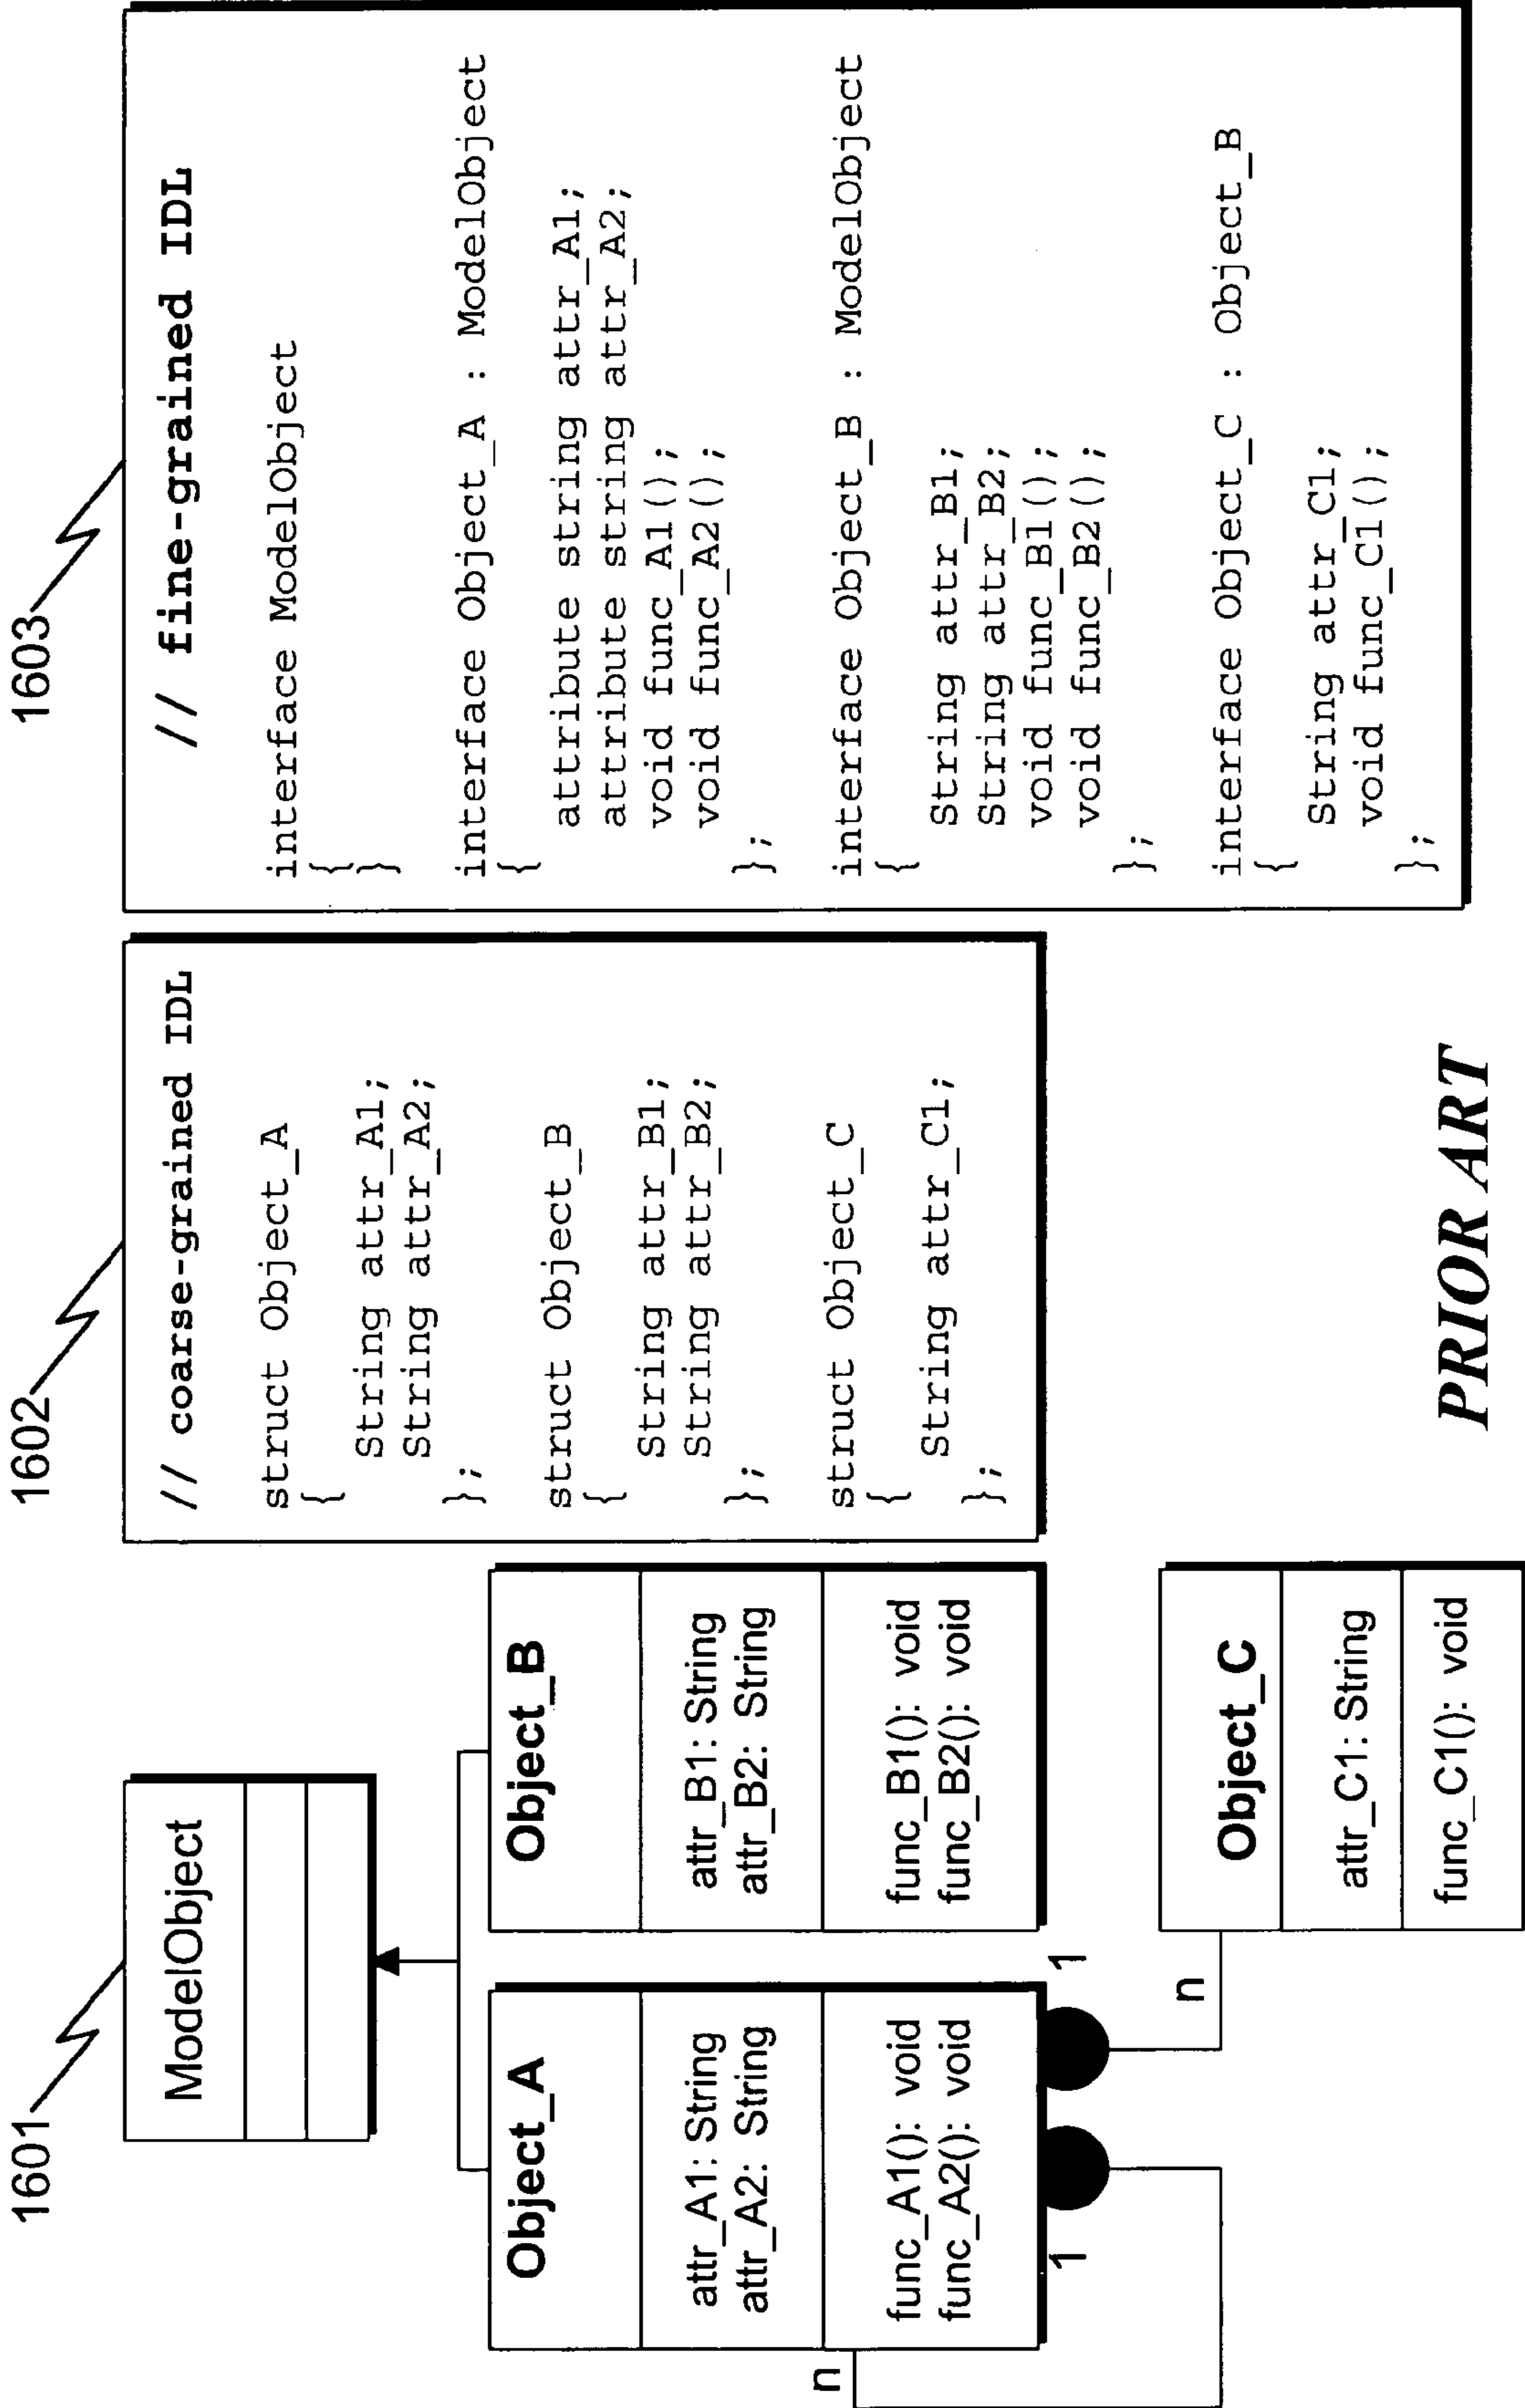 1601
ModelObject
Object_A
attr_A1: String
attr_A2: String
func_A1(): void
func_A2(): void
n
1
1
n
Object_B
attr_B1: String
attr_B2: String
func_B1(): void
func_B2(): void
Object_C
attr_C1: String
func_C1(): void
1602
// coarse-grained IDL
struct Object_A
{
String attr_A1;
String attr_A2;
};
struct Object_B
{
String attr_B1;
String attr_B2;
};
struct Object_C
{
String attr_C1;
};
1603
// fine-grained IDL
interface ModelObject
{
}
interface Object_A : ModelObject
{
attribute string attr_A1;
attribute string attr_A2;
void func_A1();
void func_A2();
};
interface Object_B : ModelObject
{
String attr_B1;
String attr_B2;
void func_B1();
void func_B2();
};
interface Object_C : Object_B
{
String attr_C1;
void func_C1();
};
PRIOR ART